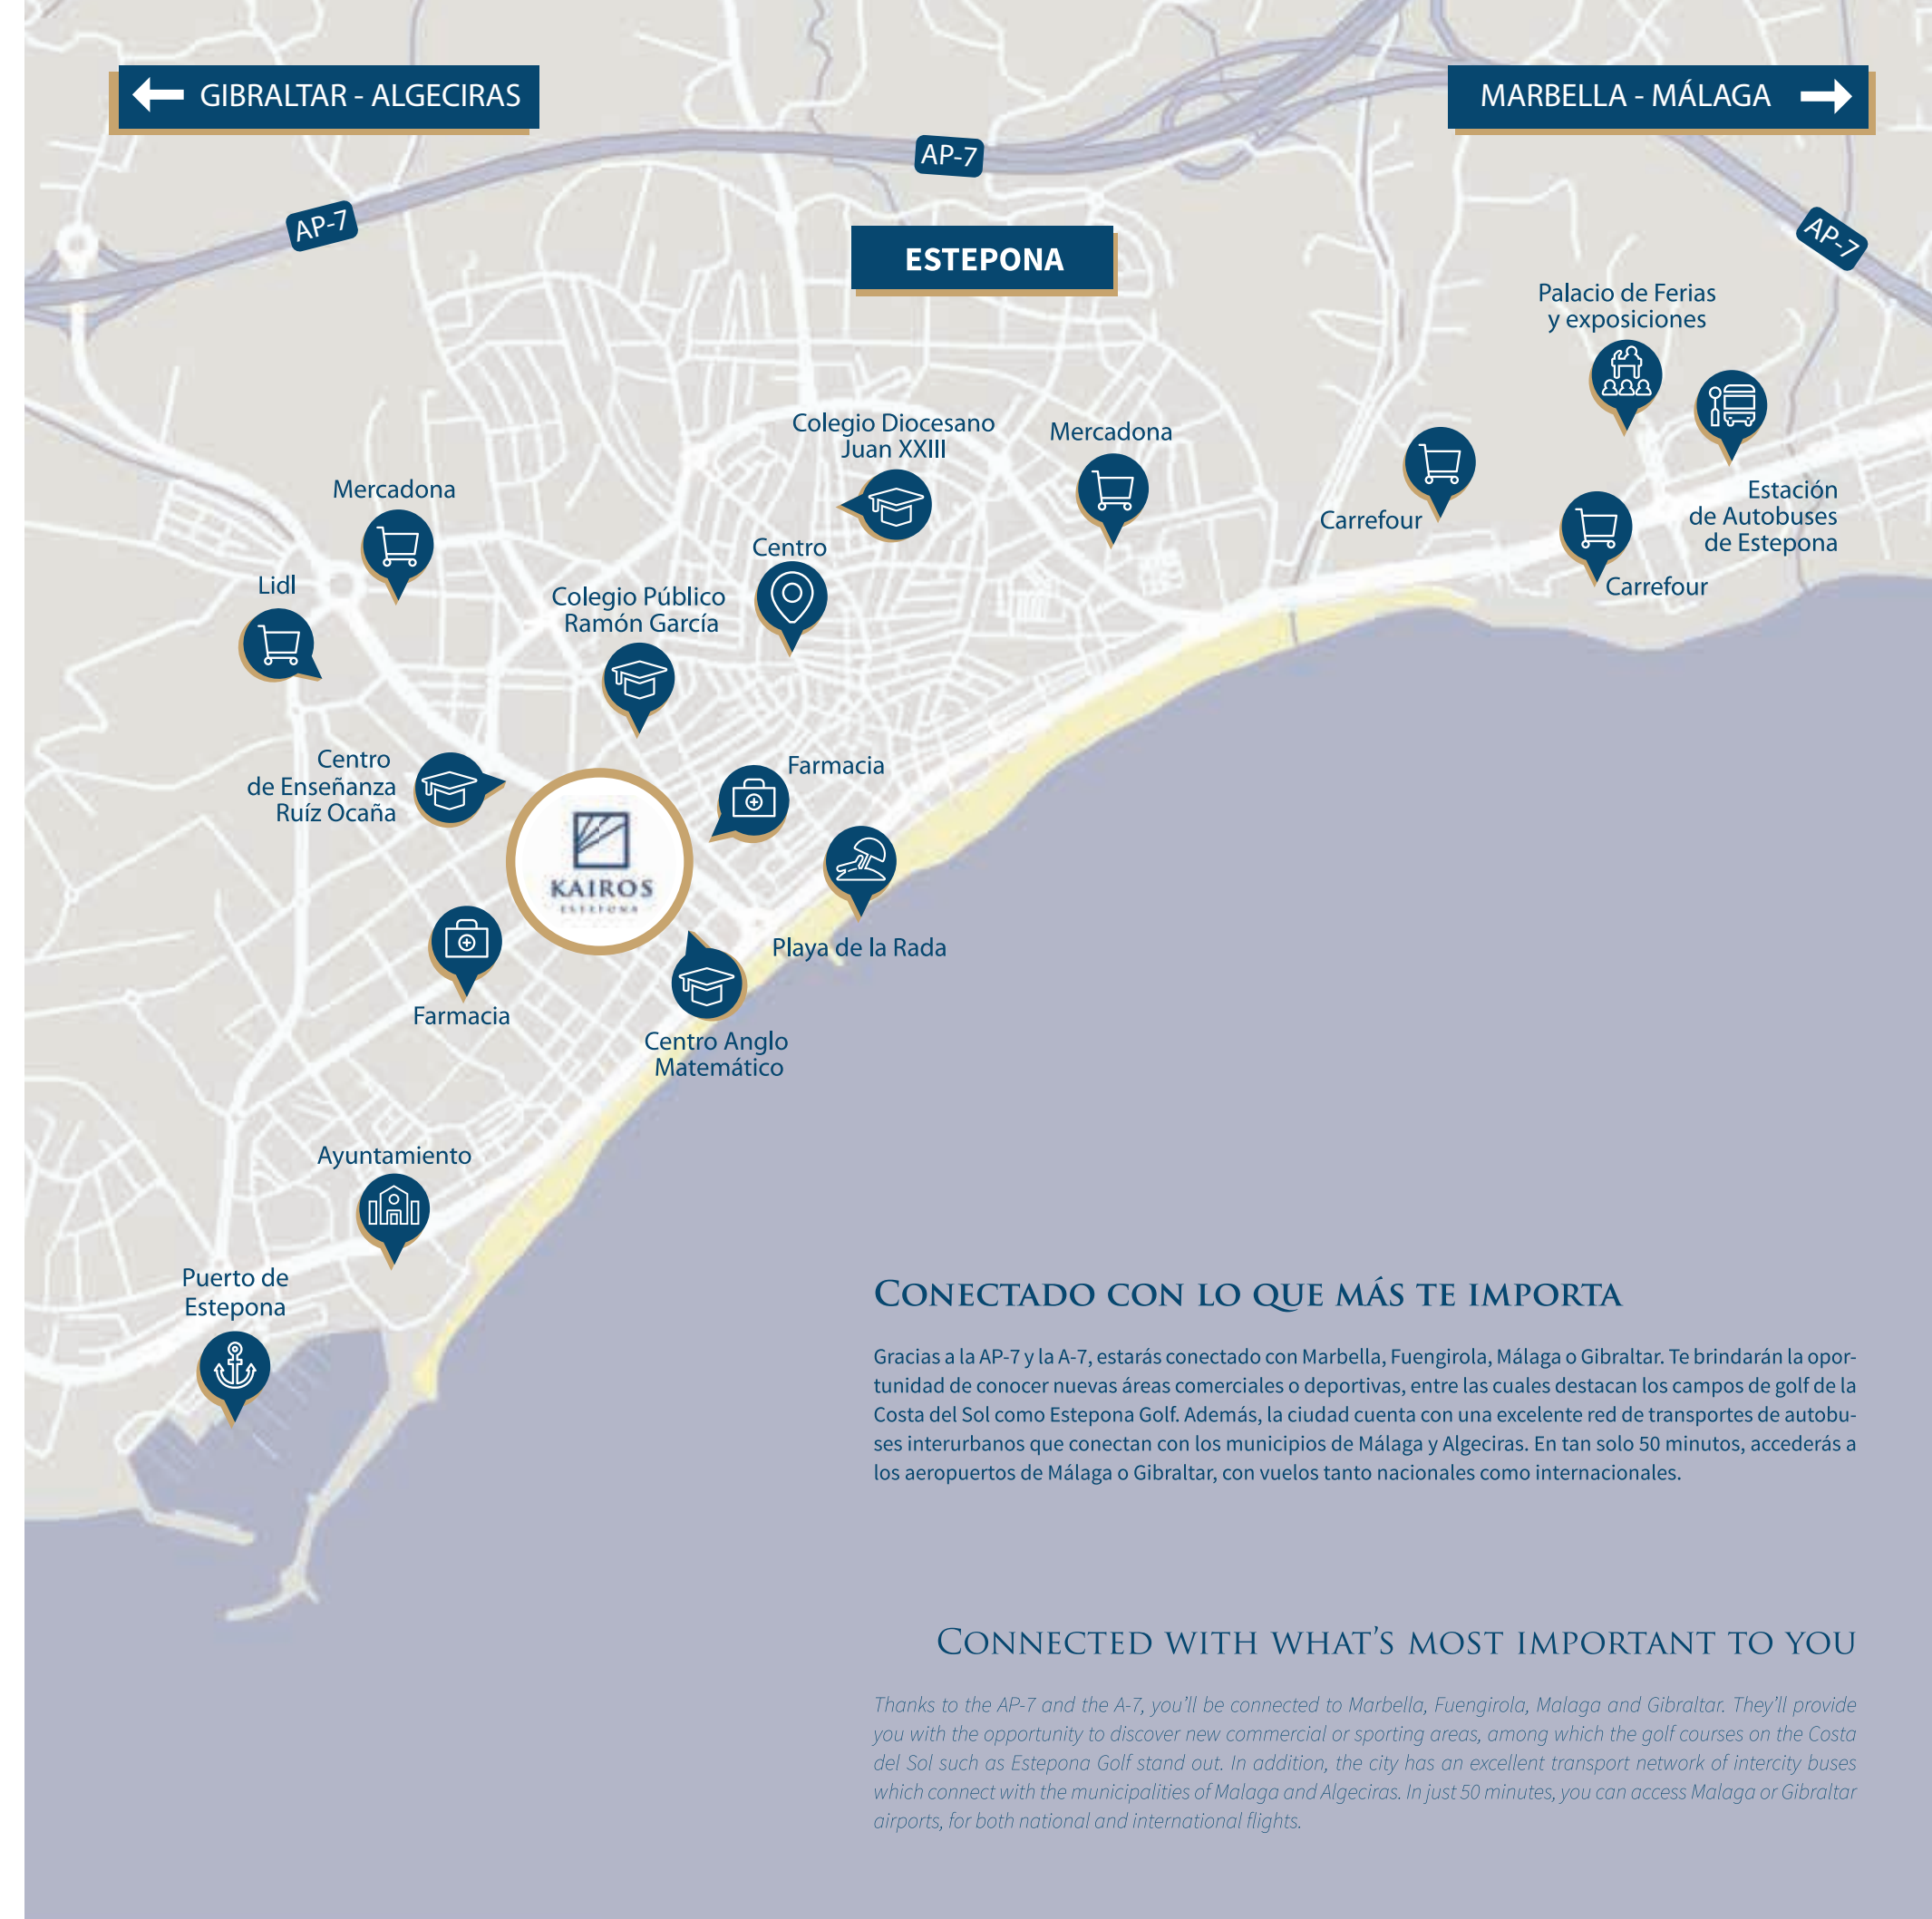 GIBRALTAR - ALGECIRAS
MARBELLA - MÁLAGA
AP-7
AP-7
AP-7
ESTEPONA
Palacio de Ferias
y exposiciones
Colegio Diocesano
Juan XXIII
Mercadona
Mercadona
Carrefour
Estación
de Autobuses
de Estepona
Centro
Lidl
Colegio Público
Ramón García
Carrefour
Centro
de Enseñanza
Ruíz Ocaña
Farmacia
KAIROS
ESTEPONA
Playa de la Rada
Farmacia
Centro Anglo
Matemático
Ayuntamiento
Puerto de
Estepona
CONECTADO CON LO QUE MÁS TE IMPORTA
Gracias a la AP-7 y la A-7, estarás conectado con Marbella, Fuengirola, Málaga o Gibraltar. Te brindarán la opor-
tunidad de conocer nuevas áreas comerciales o deportivas, entre las cuales destacan los campos de golf de la
Costa del Sol como Estepona Golf. Además, la ciudad cuenta con una excelente red de transportes de autobu-
ses interurbanos que conectan con los municipios de Málaga y Algeciras. En tan solo 50 minutos, accederás a
los aeropuertos de Málaga o Gibraltar, con vuelos tanto nacionales como internacionales.
CONNECTED WITH WHAT'S MOST IMPORTANT TO YOU
Thanks to the AP-7 and the A-7, you'll be connected to Marbella, Fuengirola, Malaga and Gibraltar. They'll provide
you with the opportunity to discover new commercial or sporting areas, among which the golf courses on the Costa
del Sol such as Estepona Golf stand out. In addition, the city has an excellent transport network of intercity buses
which connect with the municipalities of Malaga and Algeciras. In just 50 minutes, you can access Malaga or Gibraltar
airports, for both national and international flights.